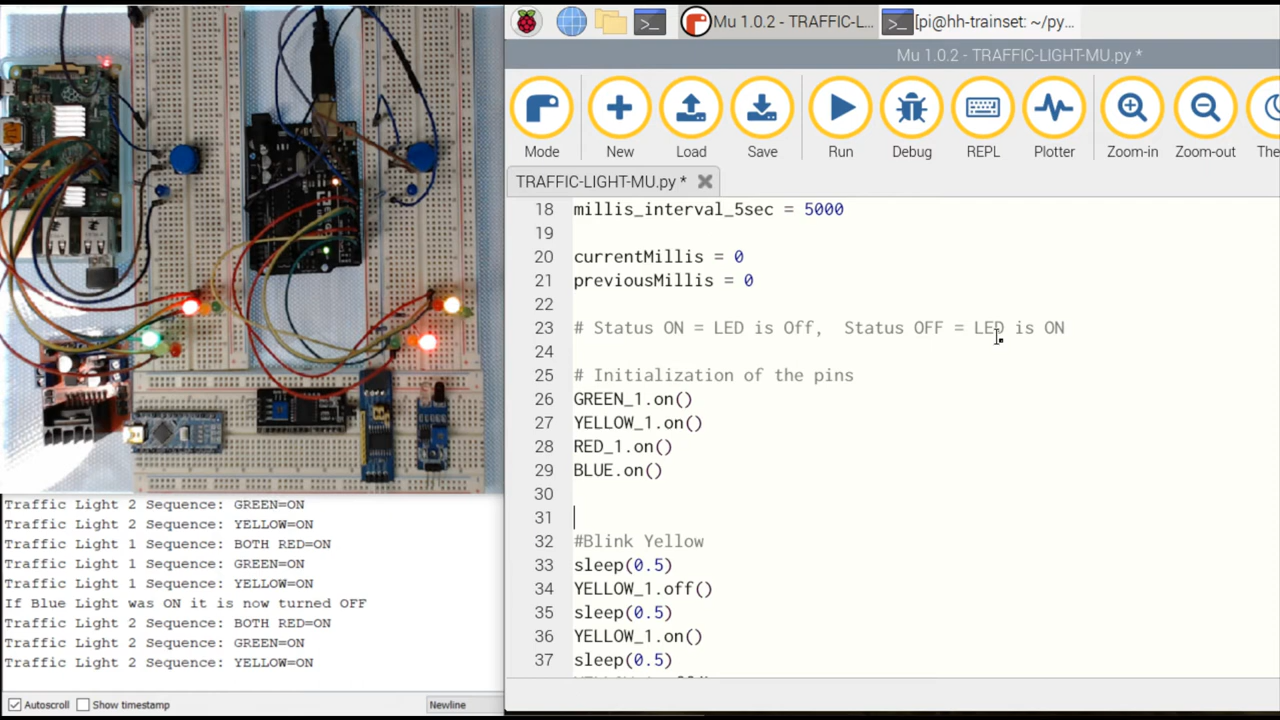 Mu 1.0.2 - TRAFFIC-L...
[pi@hh-trainset: ~/py...
Mu 1.0.2 - TRAFFIC-LIGHT-MU.py *
Mode
New
Load
Save
Run
Debug
REPL
Plotter
Zoom-in
Zoom-out
The
TRAFFIC-LIGHT-MU.py *
18 millis_interval_5sec = 5000
19
20 currentMillis = 0
21 previousMillis = 0
22
23 # Status ON = LED is Off,  Status OFF = LED is ON
24
25 # Initialization of the pins
26 GREEN_1.on()
27 YELLOW_1.on()
28 RED_1.on()
29 BLUE.on()
30
31
32 #Blink Yellow
33 sleep(0.5)
34 YELLOW_1.off()
35 sleep(0.5)
36 YELLOW_1.on()
37 sleep(0.5)
Traffic Light 2 Sequence: GREEN=ON
Traffic Light 2 Sequence: YELLOW=ON
Traffic Light 1 Sequence: BOTH RED=ON
Traffic Light 1 Sequence: GREEN=ON
Traffic Light 1 Sequence: YELLOW=ON
If Blue Light was ON it is now turned OFF
Traffic Light 2 Sequence: BOTH RED=ON
Traffic Light 2 Sequence: GREEN=ON
Traffic Light 2 Sequence: YELLOW=ON
Autoscroll
Show timestamp
Newline